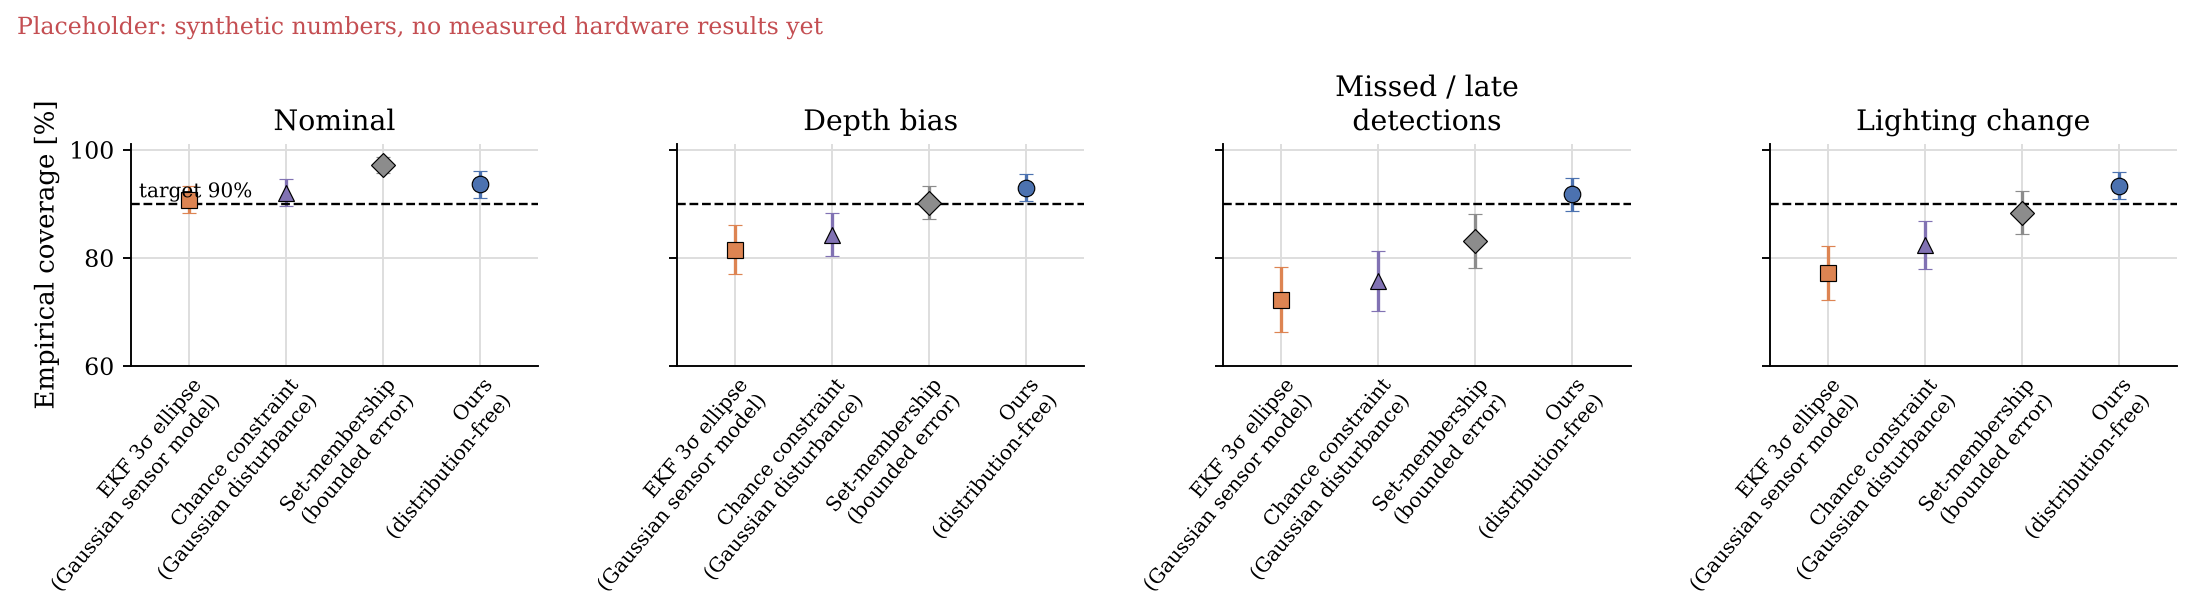 Placeholder: synthetic numbers, no measured hardware results yet
Empirical coverage [%]
Nominal
100
80
60
target 90%
EKF 3σ ellipse
(Gaussian sensor model)
Chance constraint
(Gaussian disturbance)
Set-membership
(bounded error)
Ours
(distribution-free)
Depth bias
EKF 3σ ellipse
(Gaussian sensor model)
Chance constraint
(Gaussian disturbance)
Set-membership
(bounded error)
Ours
(distribution-free)
Missed / late
detections
EKF 3σ ellipse
(Gaussian sensor model)
Chance constraint
(Gaussian disturbance)
Set-membership
(bounded error)
Ours
(distribution-free)
Lighting change
EKF 3σ ellipse
(Gaussian sensor model)
Chance constraint
(Gaussian disturbance)
Set-membership
(bounded error)
Ours
(distribution-free)